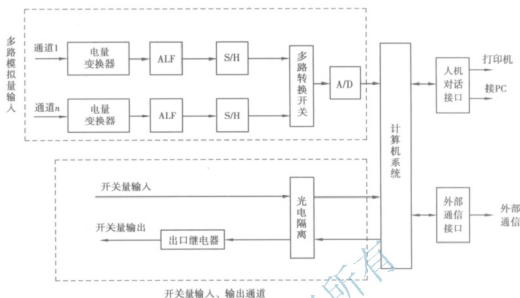 多路模拟量输入
通道1
电量变换器
ALF
S/H
多路转换开关
A/D
通道n
电量变换器
ALF
S/H
计算机系统
人机对话接口
打印机
接PC
开关量输入
光电隔离
开关量输出
出口继电器
外部通信接口
外部通信
所有
开关量输入、输出通道